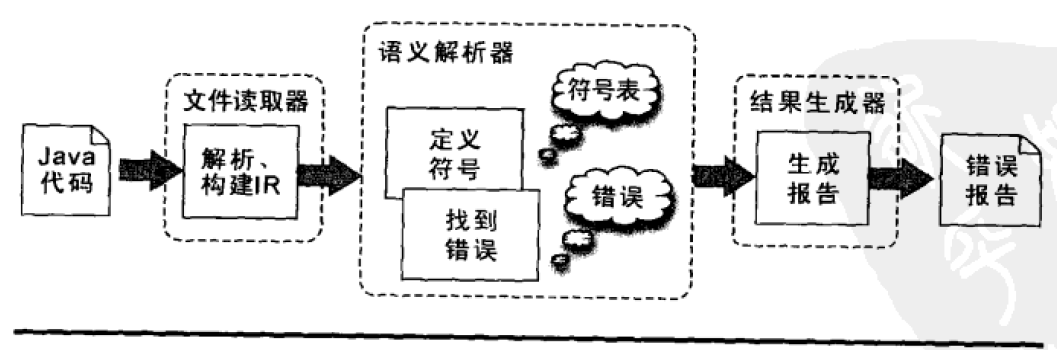 语义解析器
文件读取器
符号表
结果生成器
Java
代码
解析、
构建IR
定义
符号
错误
找到
错误
生成
报告
错误
报告